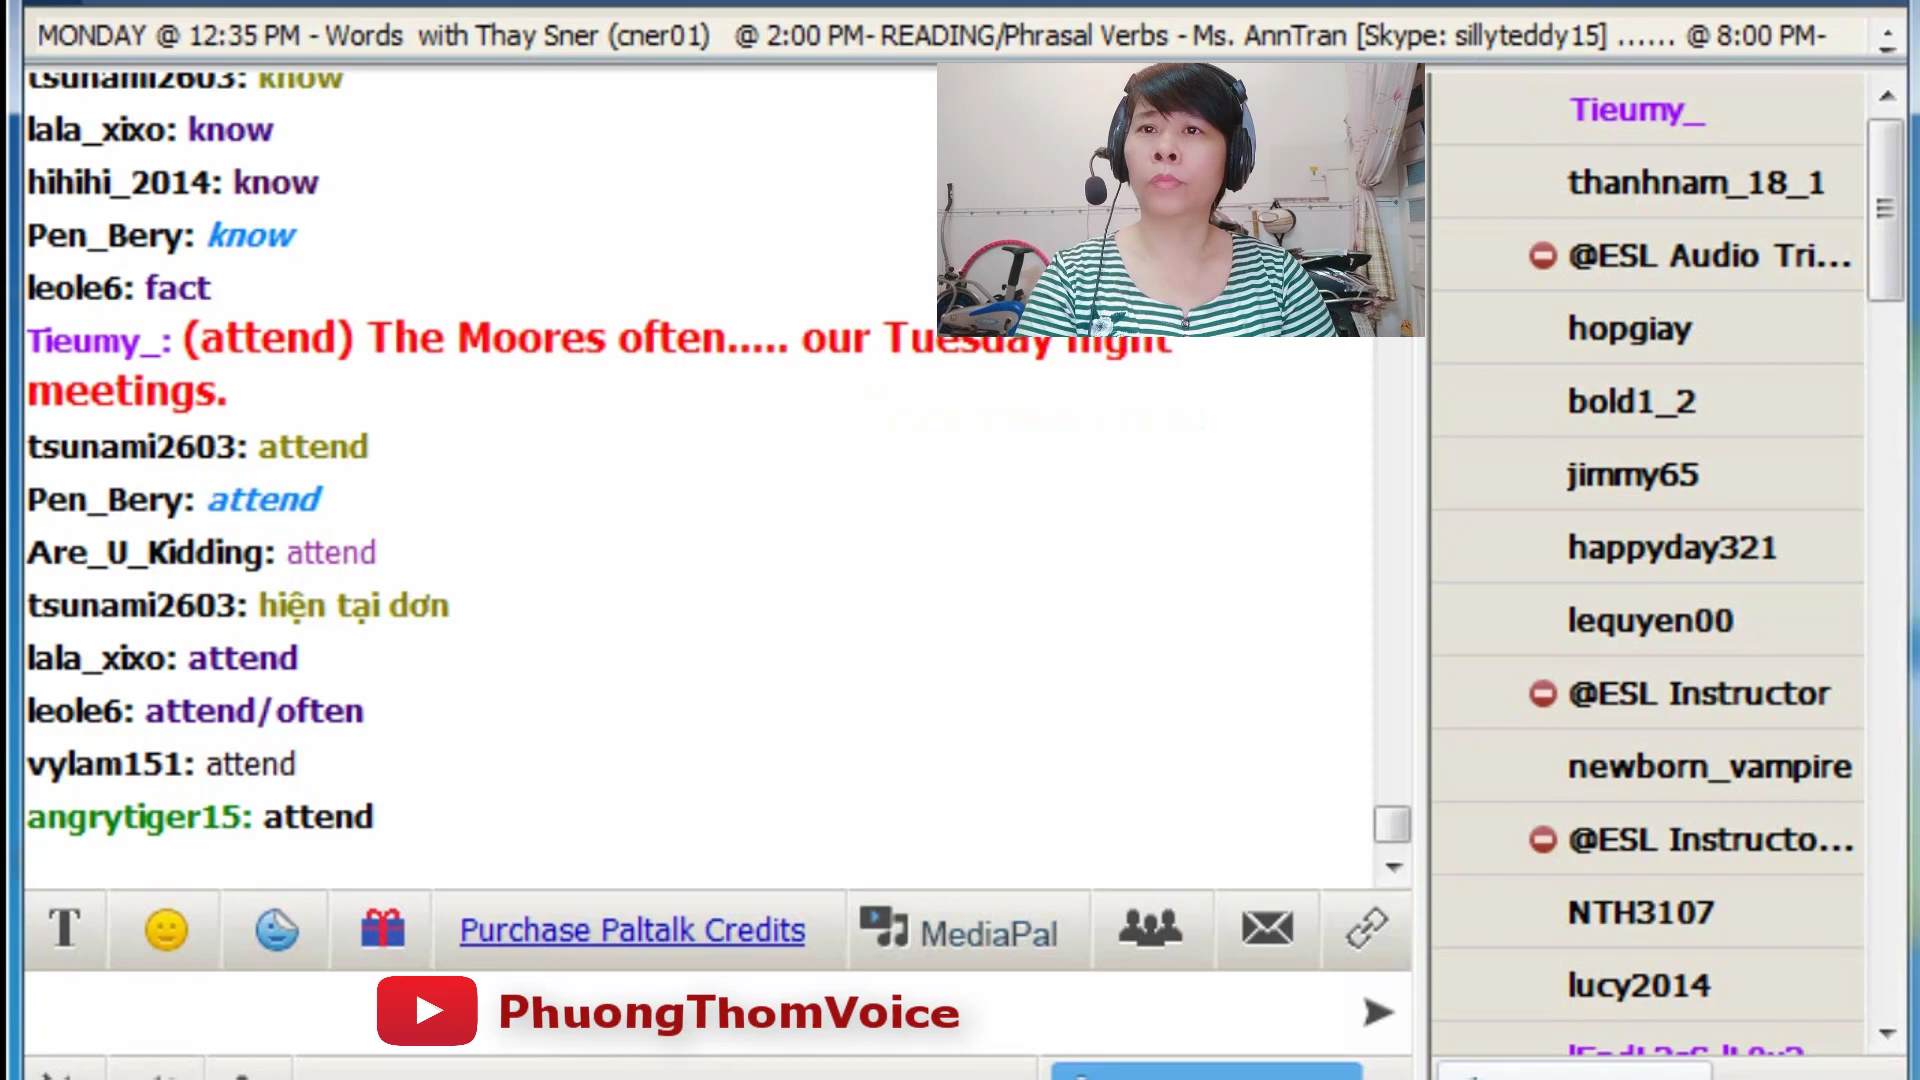 MONDAY @ 12:35 PM - Words with Thay Sner (cner01) @ 2:00 PM- READING/Phrasal Verbs - Ms. AnnTran [Skype: sillyteddy15] ...... @ 8:00 PM-
tsunami2603: know
lala_xixo: know
hihihi_2014: know
Pen_Bery: know
leole6: fact
Tieumy_: (attend) The Moores often..... our Tuesday night
meetings.
tsunami2603: attend
Pen_Bery: attend
Are_U_Kidding: attend
tsunami2603: hiện tại dơn
lala_xixo: attend
leole6: attend/often
vylam151: attend
angrytiger15: attend
T
Purchase Paltalk Credits
MediaPal
PhuongThomVoice
Tieumy_
thanhnam_18_1
@ESL Audio Tri...
hopgiay
bold1_2
jimmy65
happyday321
lequyen00
@ESL Instructor
newborn_vampire
@ESL Instructo...
NTH3107
lucy2014